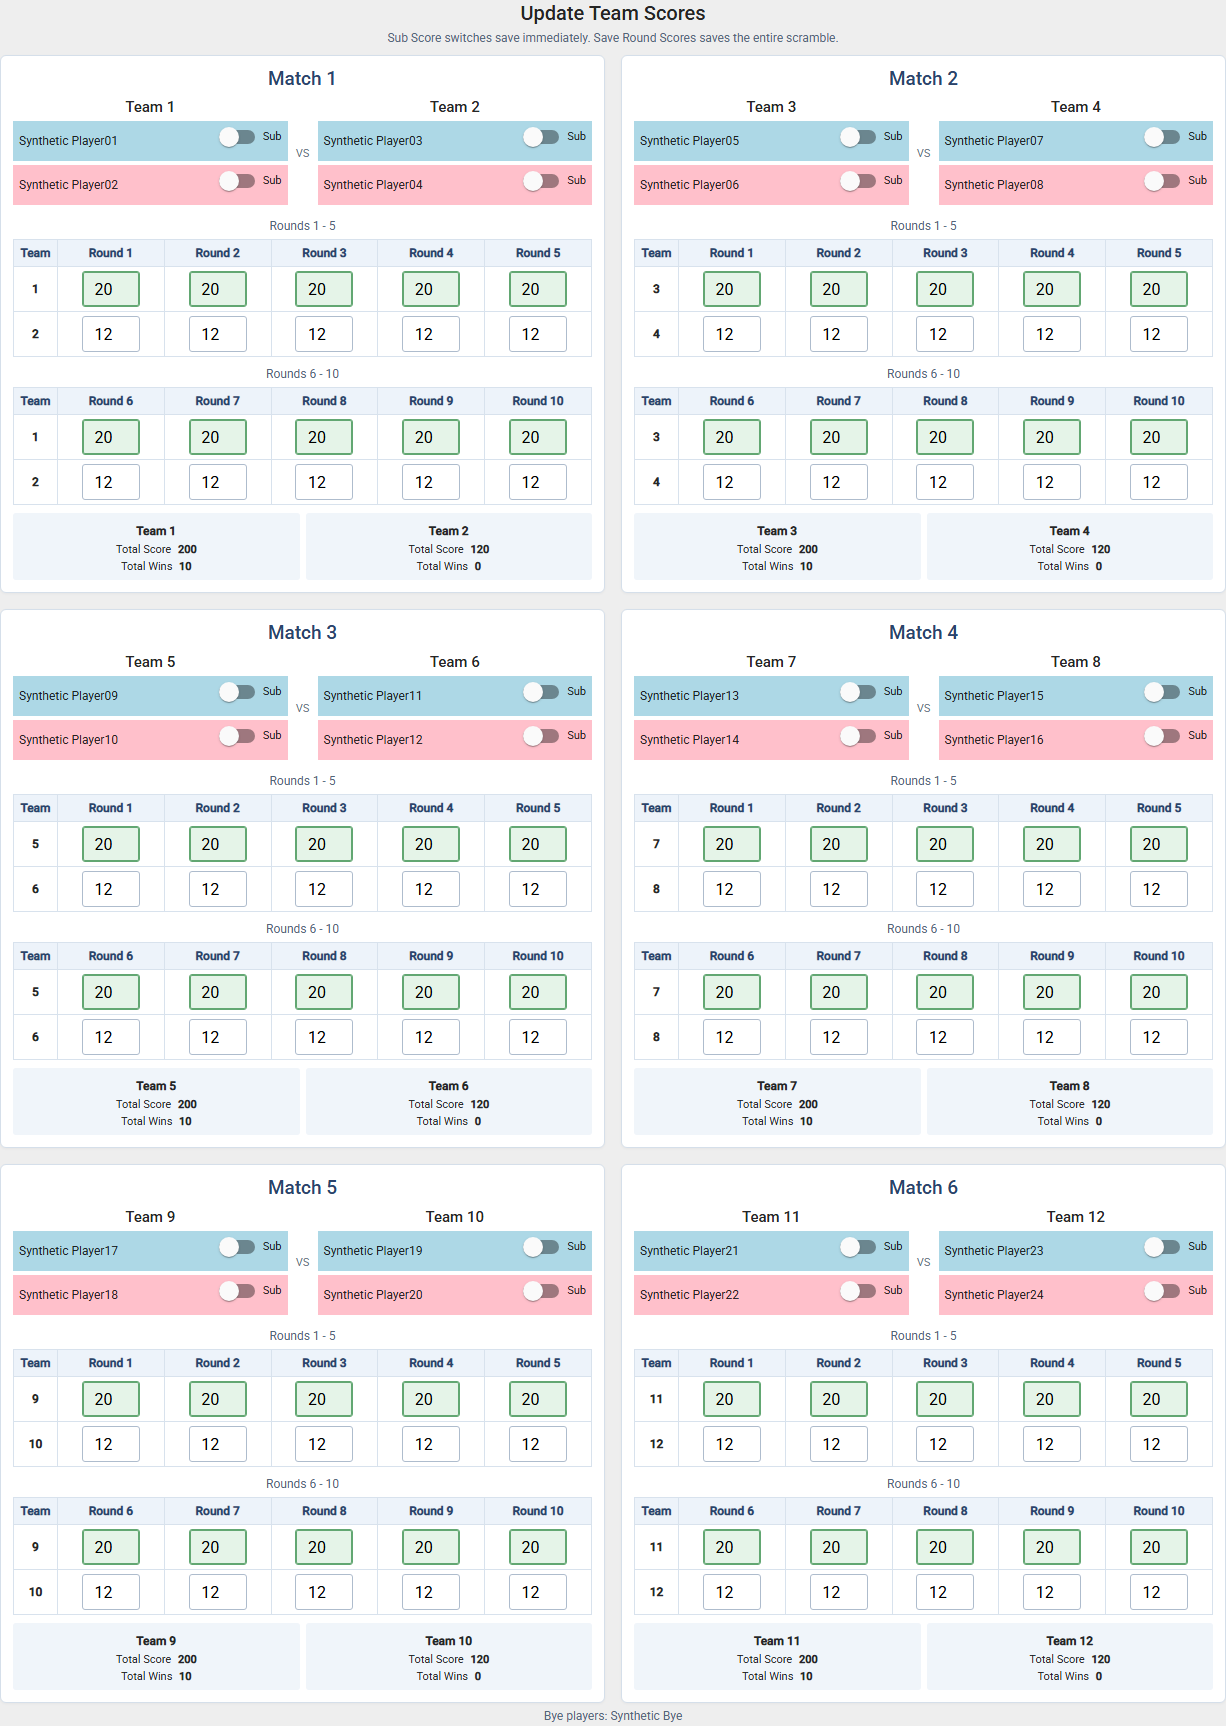 Update Team Scores
Sub Score switches save immediately. Save Round Scores saves the entire scramble.
Match 1
Team 1 Team 2
Synthetic Player01 Sub VS Synthetic Player03 Sub
Synthetic Player02 Sub Synthetic Player04 Sub
Rounds 1 - 5
Team Round 1 Round 2 Round 3 Round 4 Round 5
1 20 20 20 20 20
2 12 12 12 12 12
Rounds 6 - 10
Team Round 6 Round 7 Round 8 Round 9 Round 10
1 20 20 20 20 20
2 12 12 12 12 12
Team 1 Team 2
Total Score 200 Total Score 120
Total Wins 10 Total Wins 0
Match 2
Team 3 Team 4
Synthetic Player05 Sub VS Synthetic Player07 Sub
Synthetic Player06 Sub Synthetic Player08 Sub
Rounds 1 - 5
Team Round 1 Round 2 Round 3 Round 4 Round 5
3 20 20 20 20 20
4 12 12 12 12 12
Rounds 6 - 10
Team Round 6 Round 7 Round 8 Round 9 Round 10
3 20 20 20 20 20
4 12 12 12 12 12
Team 3 Team 4
Total Score 200 Total Score 120
Total Wins 10 Total Wins 0
Match 3
Team 5 Team 6
Synthetic Player09 Sub VS Synthetic Player11 Sub
Synthetic Player10 Sub Synthetic Player12 Sub
Rounds 1 - 5
Team Round 1 Round 2 Round 3 Round 4 Round 5
5 20 20 20 20 20
6 12 12 12 12 12
Rounds 6 - 10
Team Round 6 Round 7 Round 8 Round 9 Round 10
5 20 20 20 20 20
6 12 12 12 12 12
Team 5 Team 6
Total Score 200 Total Score 120
Total Wins 10 Total Wins 0
Match 4
Team 7 Team 8
Synthetic Player13 Sub VS Synthetic Player15 Sub
Synthetic Player14 Sub Synthetic Player16 Sub
Rounds 1 - 5
Team Round 1 Round 2 Round 3 Round 4 Round 5
7 20 20 20 20 20
8 12 12 12 12 12
Rounds 6 - 10
Team Round 6 Round 7 Round 8 Round 9 Round 10
7 20 20 20 20 20
8 12 12 12 12 12
Team 7 Team 8
Total Score 200 Total Score 120
Total Wins 10 Total Wins 0
Match 5
Team 9 Team 10
Synthetic Player17 Sub VS Synthetic Player19 Sub
Synthetic Player18 Sub Synthetic Player20 Sub
Rounds 1 - 5
Team Round 1 Round 2 Round 3 Round 4 Round 5
9 20 20 20 20 20
10 12 12 12 12 12
Rounds 6 - 10
Team Round 6 Round 7 Round 8 Round 9 Round 10
9 20 20 20 20 20
10 12 12 12 12 12
Team 9 Team 10
Total Score 200 Total Score 120
Total Wins 10 Total Wins 0
Match 6
Team 11 Team 12
Synthetic Player21 Sub VS Synthetic Player23 Sub
Synthetic Player22 Sub Synthetic Player24 Sub
Rounds 1 - 5
Team Round 1 Round 2 Round 3 Round 4 Round 5
11 20 20 20 20 20
12 12 12 12 12 12
Rounds 6 - 10
Team Round 6 Round 7 Round 8 Round 9 Round 10
11 20 20 20 20 20
12 12 12 12 12 12
Team 11 Team 12
Total Score 200 Total Score 120
Total Wins 10 Total Wins 0
Bye players: Synthetic Bye